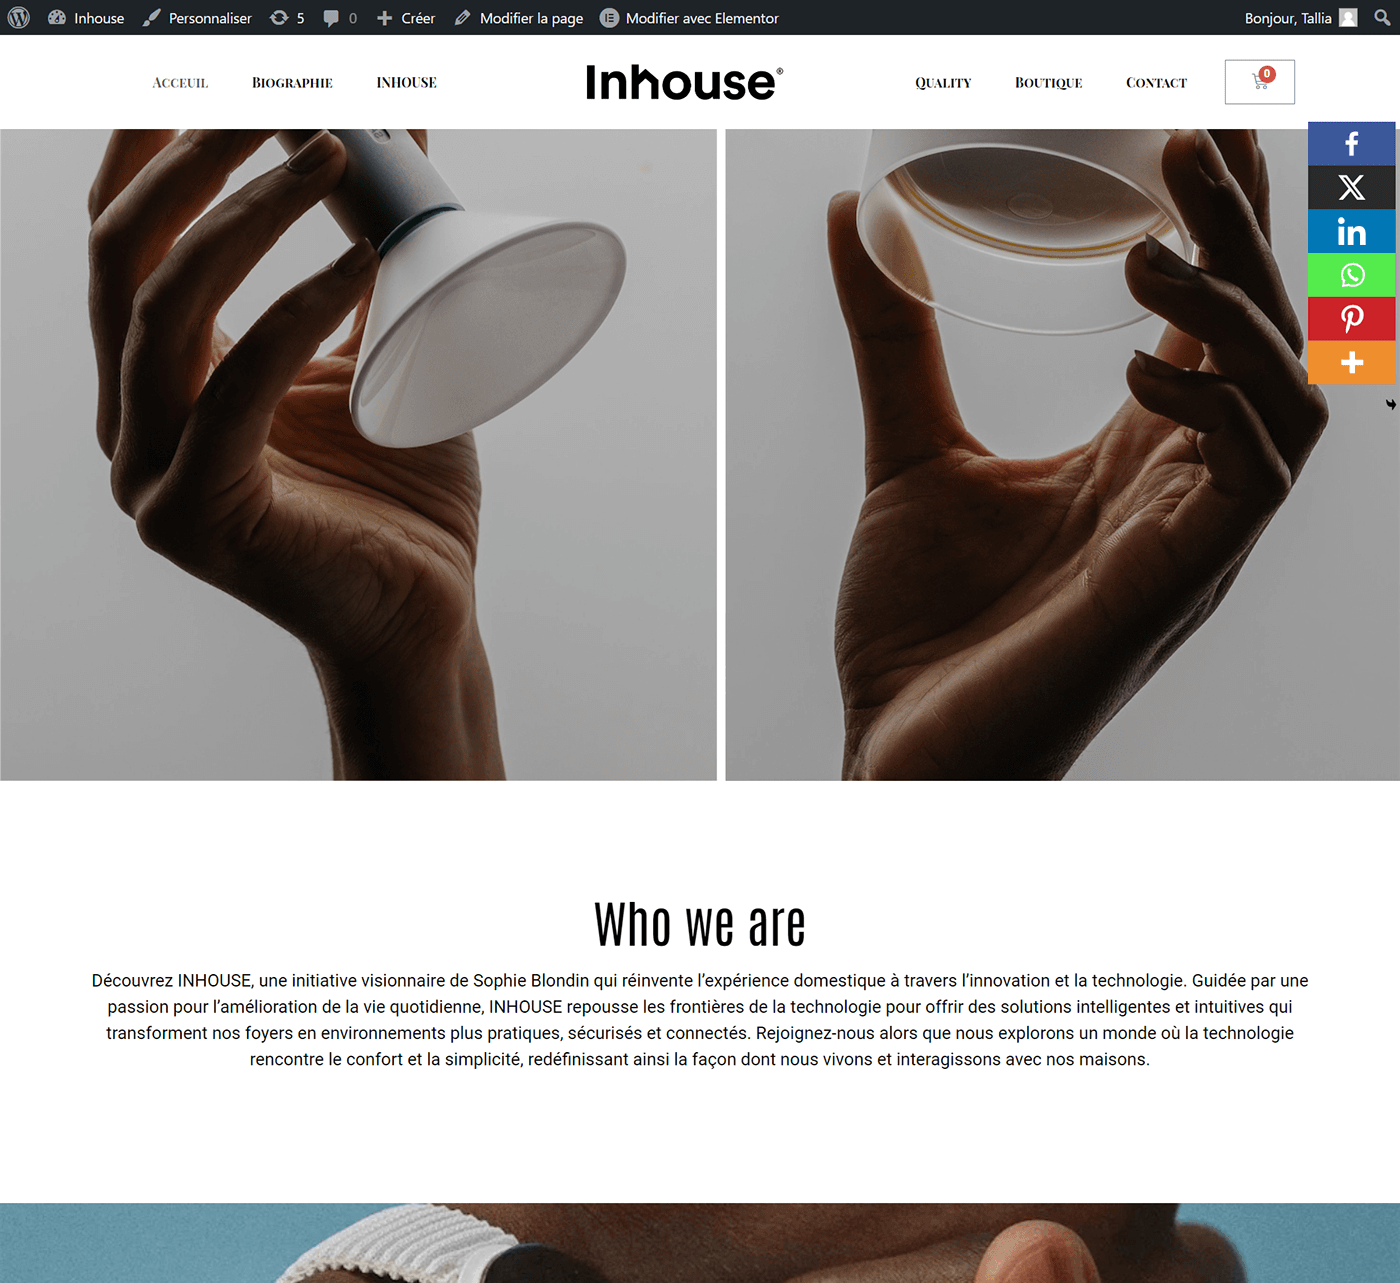 Inhouse Personnaliser 5 0 Créer Modifier la page Modifier avec Elementor Bonjour, Tallia
Acceuil Biographie INHOUSE Inhouse® Quality Boutique Contact 0
Who we are
Découvrez INHOUSE, une initiative visionnaire de Sophie Blondin qui réinvente l’expérience domestique à travers l’innovation et la technologie. Guidée par une
passion pour l’amélioration de la vie quotidienne, INHOUSE repousse les frontières de la technologie pour offrir des solutions intelligentes et intuitives qui
transforment nos foyers en environnements plus pratiques, sécurisés et connectés. Rejoignez-nous alors que nous explorons un monde où la technologie
rencontre le confort et la simplicité, redéfinissant ainsi la façon dont nous vivons et interagissons avec nos maisons.